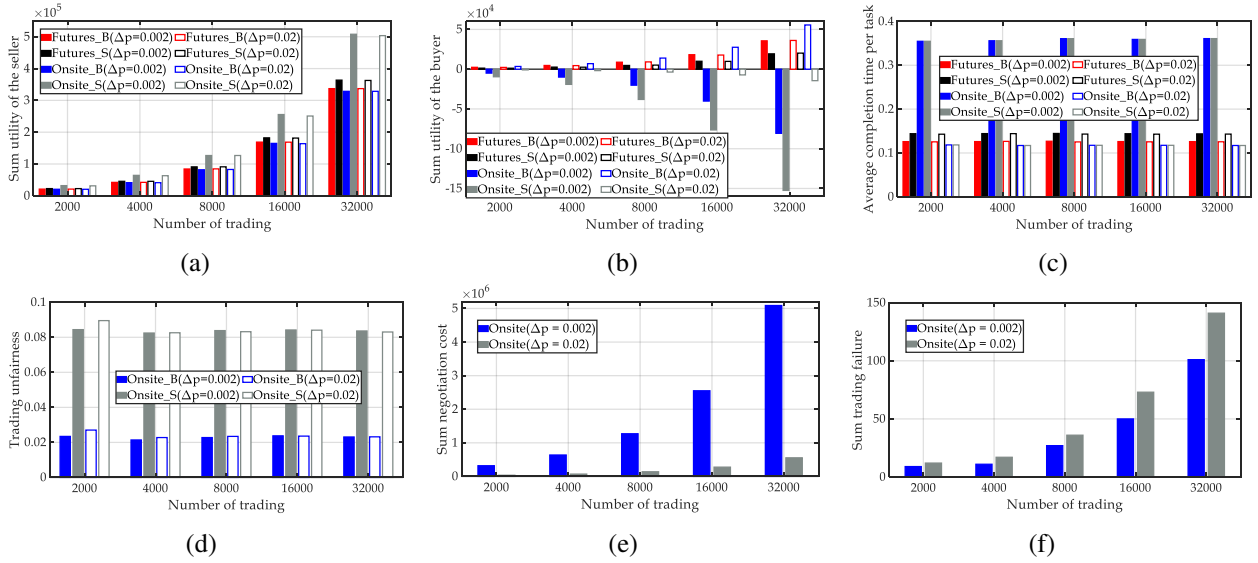 ×10⁵
Sum utility of the seller
5
4
3
2
1
0
Futures_B(Δp=0.002)
Futures_B(Δp=0.02)
Futures_S(Δp=0.002)
Futures_S(Δp=0.02)
Onsite_B(Δp=0.002)
Onsite_B(Δp=0.02)
Onsite_S(Δp=0.002)
Onsite_S(Δp=0.02)
2000 4000 8000 16000 32000
Number of trading
(a)
×10⁴
Sum utility of the buyer
5
0
-5
-10
-15
Futures_B(Δp=0.002)
Futures_B(Δp=0.02)
Futures_S(Δp=0.002)
Futures_S(Δp=0.02)
Onsite_B(Δp=0.002)
Onsite_B(Δp=0.02)
Onsite_S(Δp=0.002)
Onsite_S(Δp=0.02)
2000 4000 8000 16000 32000
Number of trading
(b)
Average completion time per task
0.4
0.3
0.2
0.1
0
Futures_B(Δp=0.002)
Futures_B(Δp=0.02)
Futures_S(Δp=0.002)
Futures_S(Δp=0.02)
Onsite_B(Δp=0.002)
Onsite_B(Δp=0.02)
Onsite_S(Δp=0.002)
Onsite_S(Δp=0.02)
2000 4000 8000 16000 32000
Number of trading
(c)
Trading unfairness
0.1
0.08
0.06
0.04
0.02
0
Onsite_B(Δp=0.002)
Onsite_B(Δp=0.02)
Onsite_S(Δp=0.002)
Onsite_S(Δp=0.02)
2000 4000 8000 16000 32000
Number of trading
(d)
×10⁶
Sum negotiation cost
5
4
3
2
1
0
Onsite(Δp = 0.002)
Onsite(Δp = 0.02)
2000 4000 8000 16000 32000
Number of trading
(e)
Sum trading failure
150
100
50
0
Onsite(Δp = 0.002)
Onsite(Δp = 0.02)
2000 4000 8000 16000 32000
Number of trading
(f)